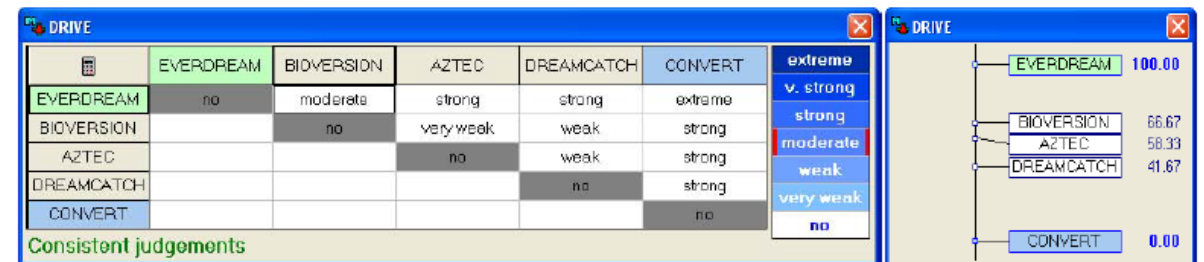 DRIVE
EVERDREAM BIOVERSION AZTEC DREAMCATCH CONVERT extreme
v. strong
EVERDREAM no moderate strong strong extreme
strong
BIOVERSION no very weak weak strong
moderate
AZTEC no weak strong
weak
DREAMCATCH no strong
very weak
CONVERT no
no
Consistent judgements
DRIVE
EVERDREAM 100.00
BIOVERSION 66.67
AZTEC 58.33
DREAMCATCH 41.67
CONVERT 0.00